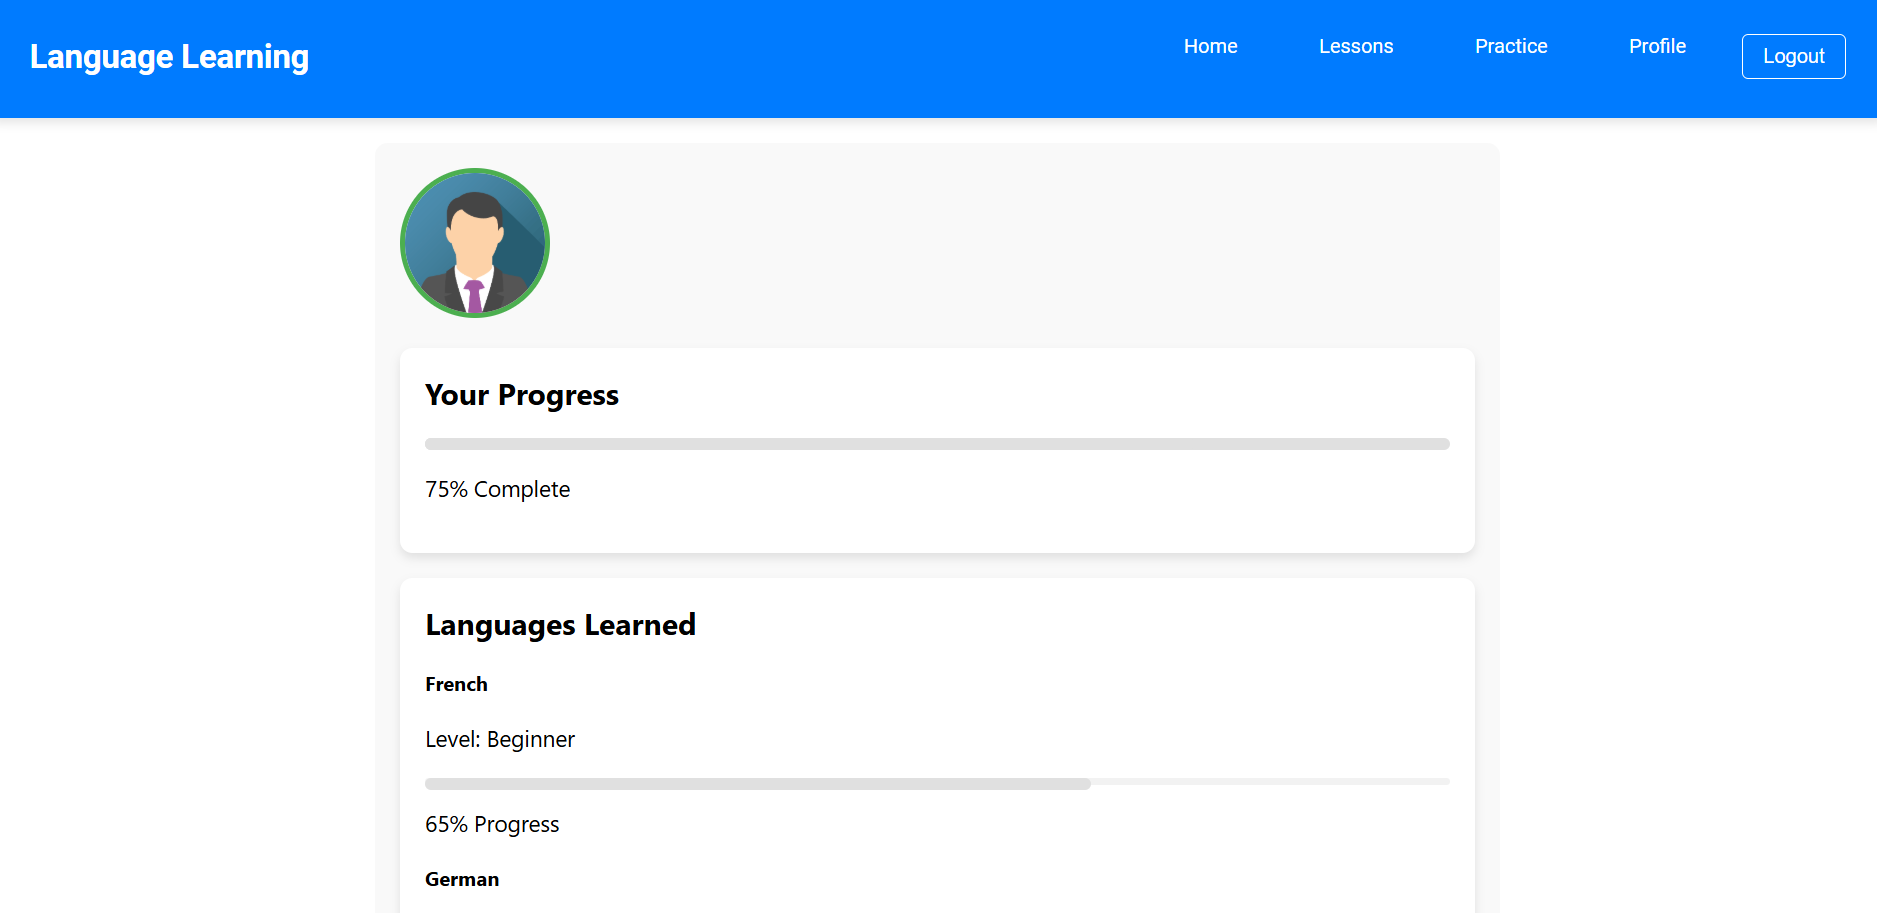 Language Learning
Home
Lessons
Practice
Profile
Logout
Your Progress
75% Complete
Languages Learned
French
Level: Beginner
65% Progress
German